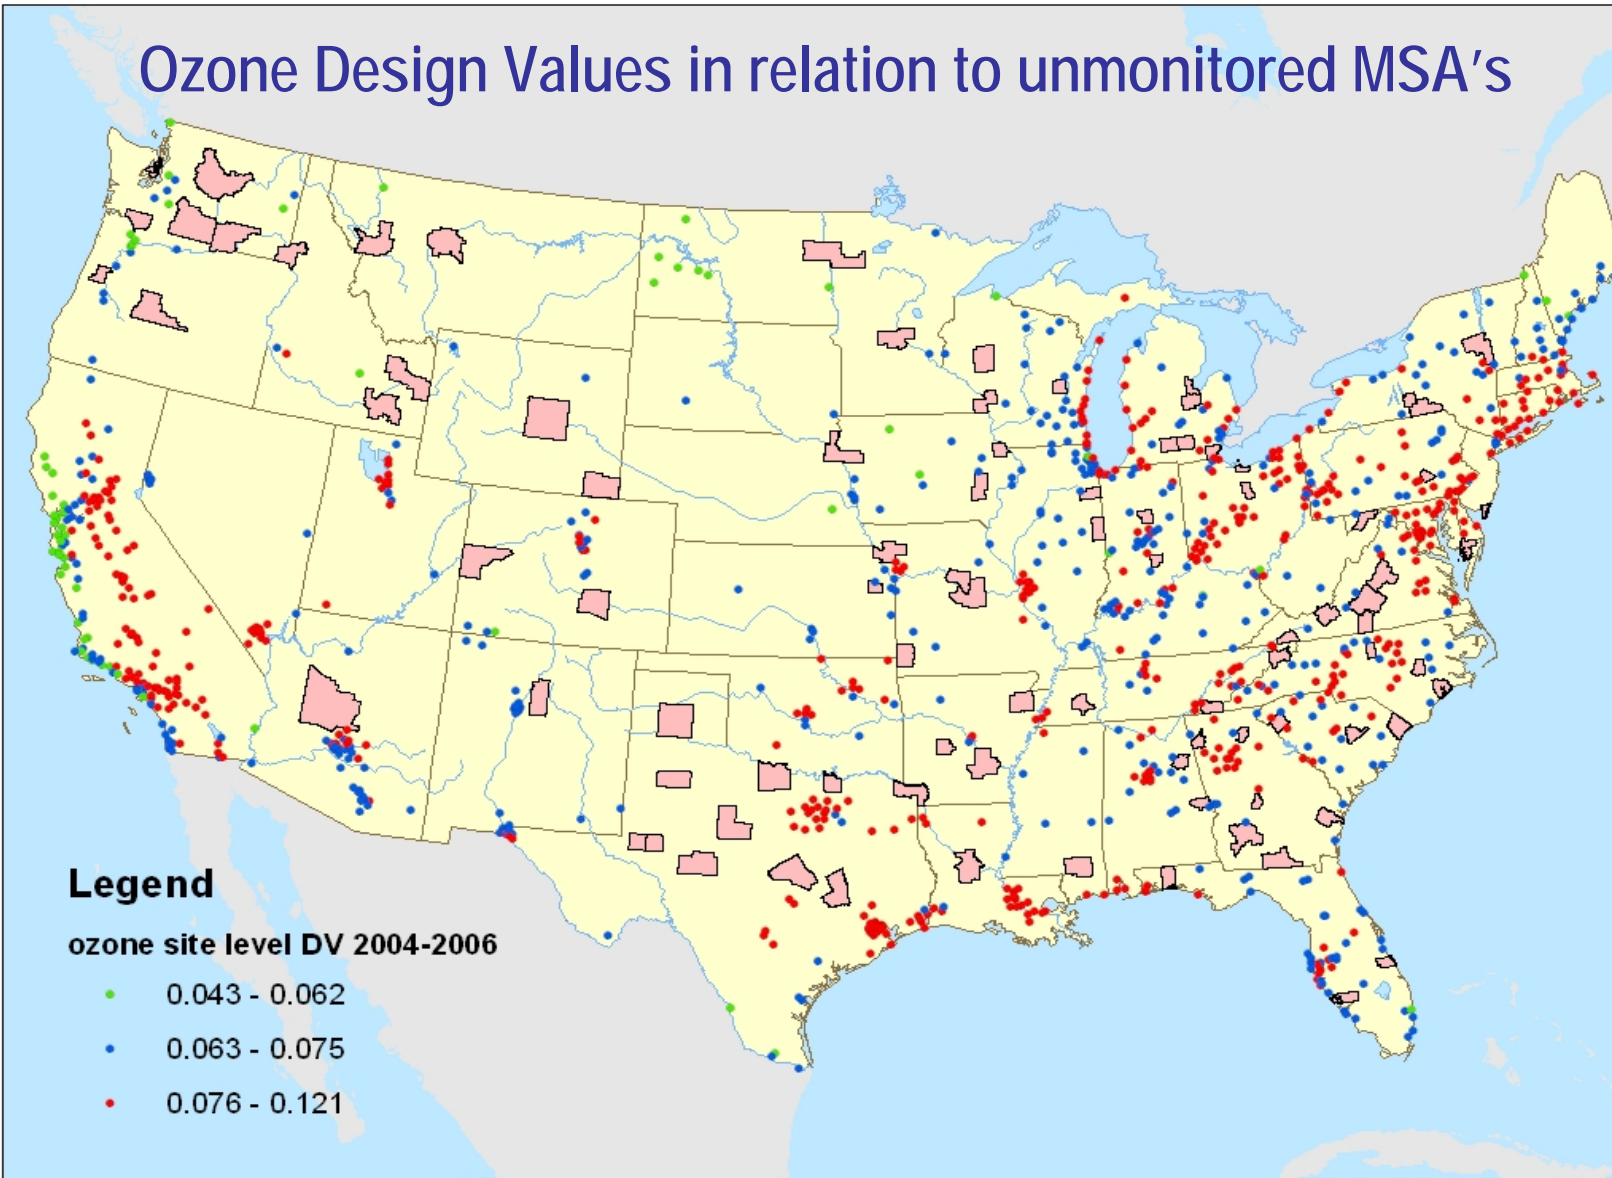 Ozone Design Values in relation to unmonitored MSA's
Legend
ozone site level DV 2004-2006
0.043 - 0.062
0.063 - 0.075
0.076 - 0.121